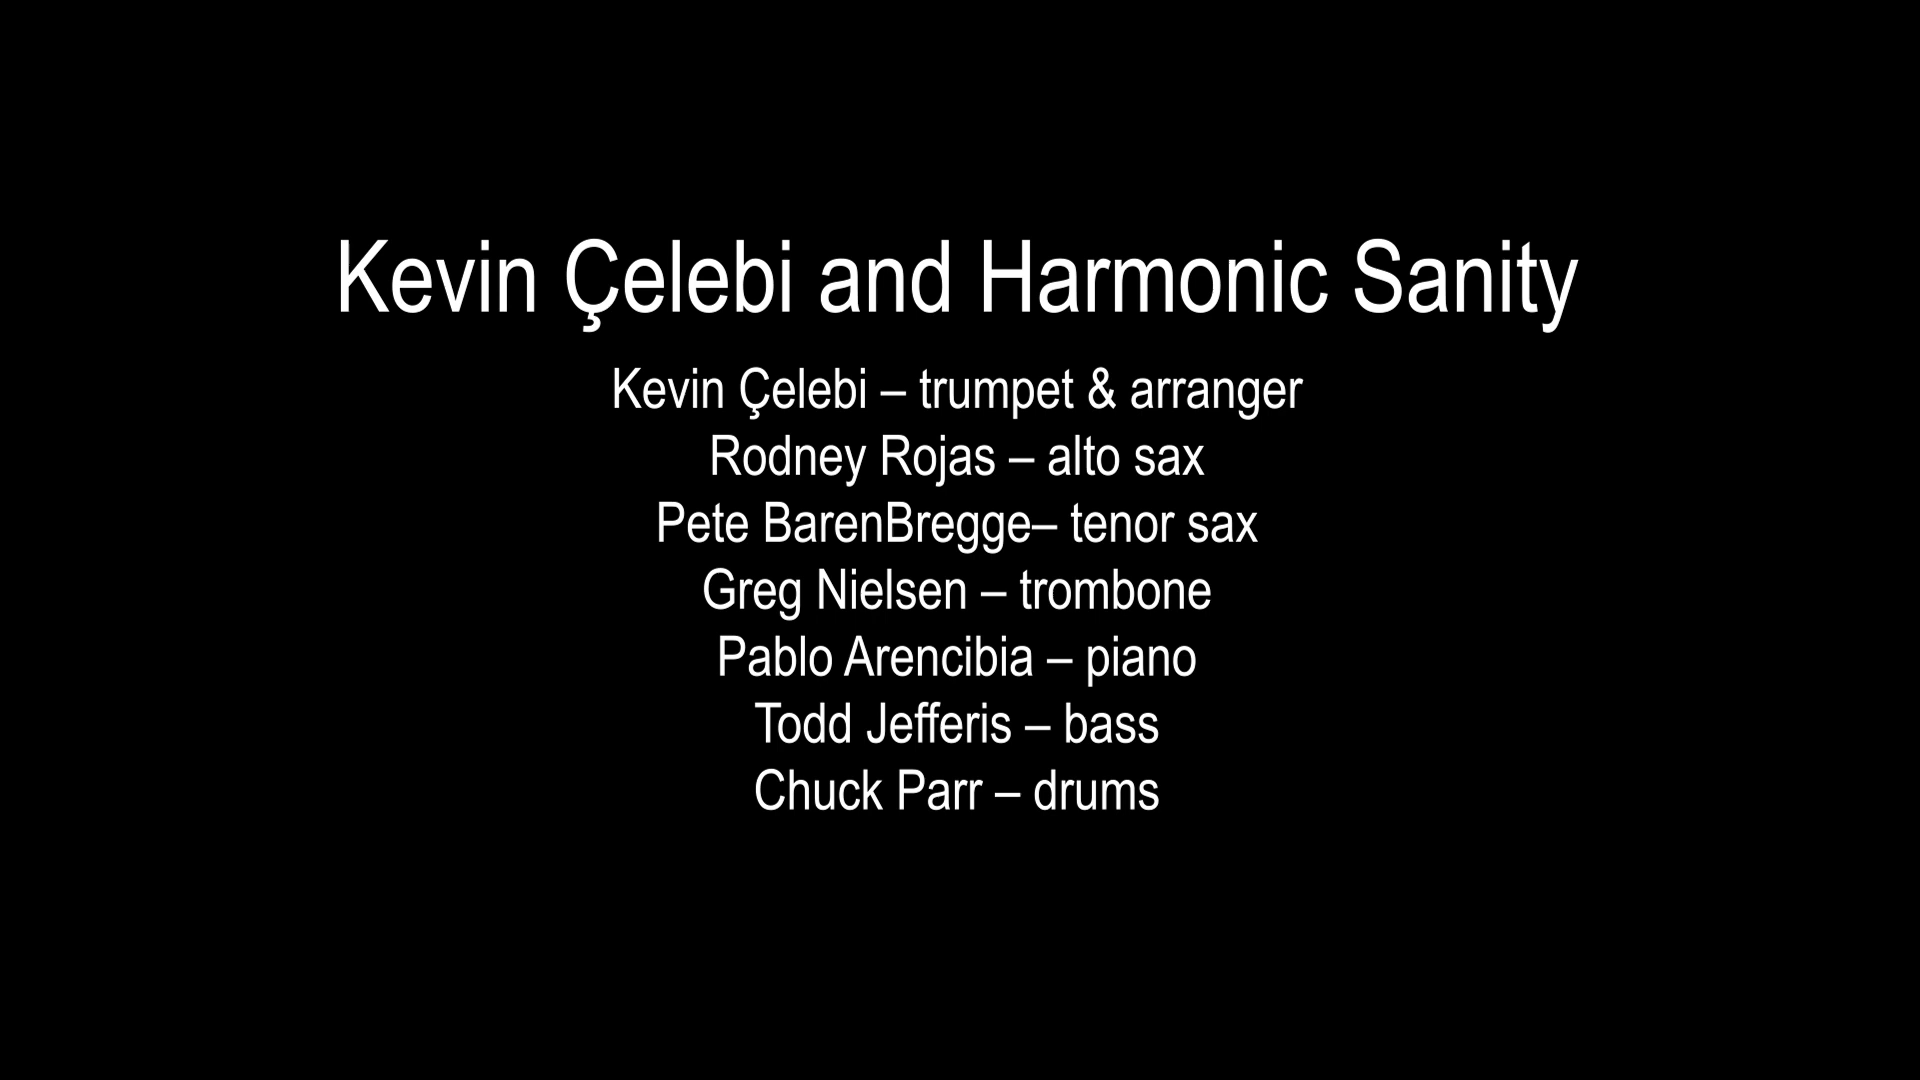 Kevin Çelebi and Harmonic Sanity
Kevin Çelebi – trumpet & arranger
Rodney Rojas – alto sax
Pete BarenBregge– tenor sax
Greg Nielsen – trombone
Pablo Arencibia – piano
Todd Jefferis – bass
Chuck Parr – drums